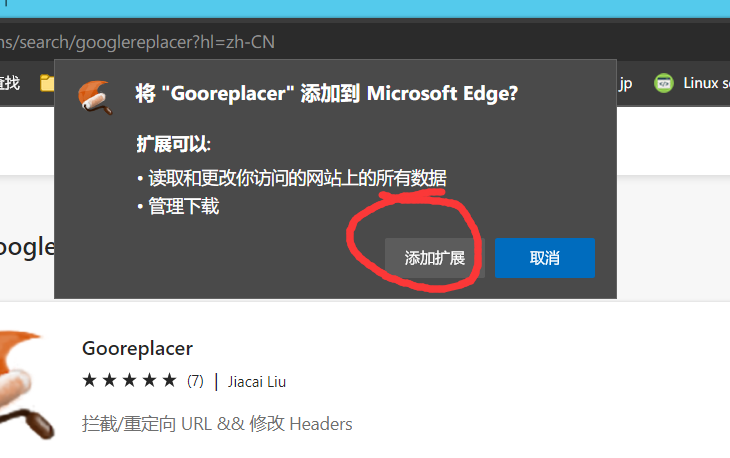 ns/search/googlereplacer?hl=zh-CN
查找
jp
Linux se
将 "Gooreplacer" 添加到 Microsoft Edge?
扩展可以:
• 读取和更改你访问的网站上的所有数据
• 管理下载
添加扩展
取消
oogle
Gooreplacer
★ ★ ★ ★ ★ (7) | Jiacai Liu
拦截/重定向 URL && 修改 Headers